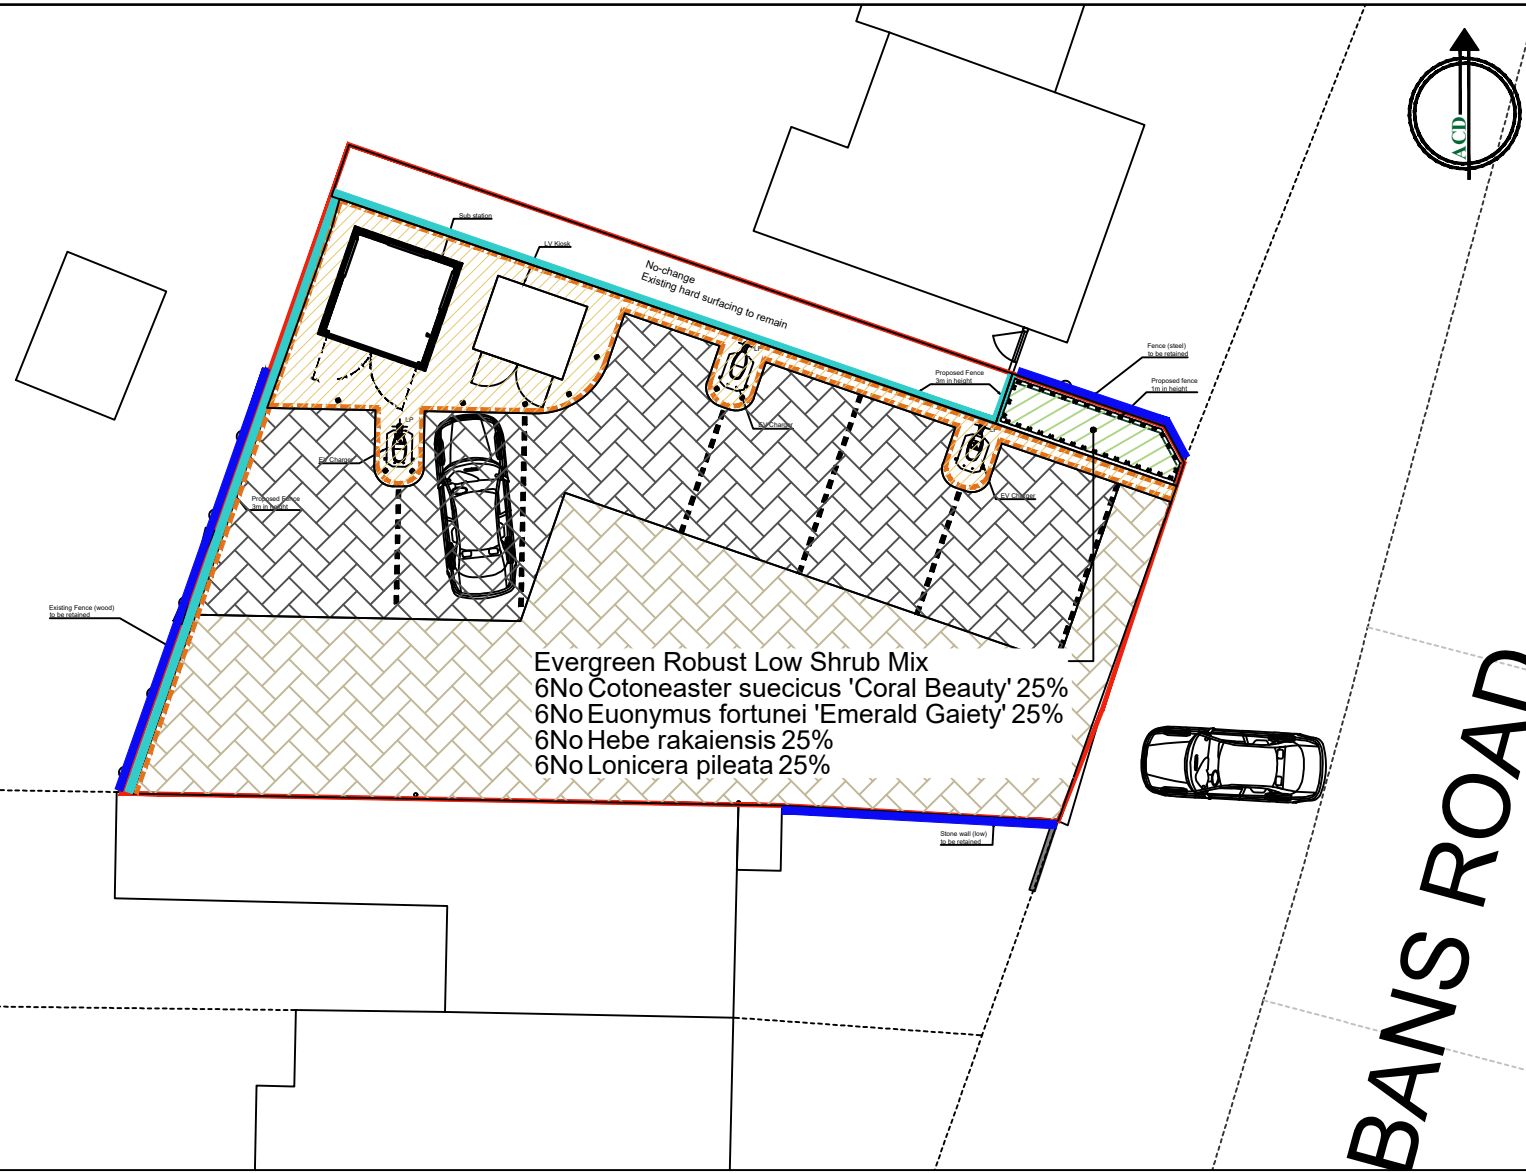 ACD
Sub station
LV Kiosk
No-change
Existing hard surfacing to remain
Fence (steel)
to be retained
Proposed Fence
3m in height
Proposed fence
1m in height
LP
EV Charger
LP
EV Charger
EV Charger
Proposed Fence
3m in height
Existing Fence (wood)
to be retained
Evergreen Robust Low Shrub Mix
6No Cotoneaster suecicus 'Coral Beauty' 25%
6No Euonymus fortunei 'Emerald Gaiety' 25%
6No Hebe rakaiensis 25%
6No Lonicera pileata 25%
Stone wall (low)
to be retained
BANS ROAD